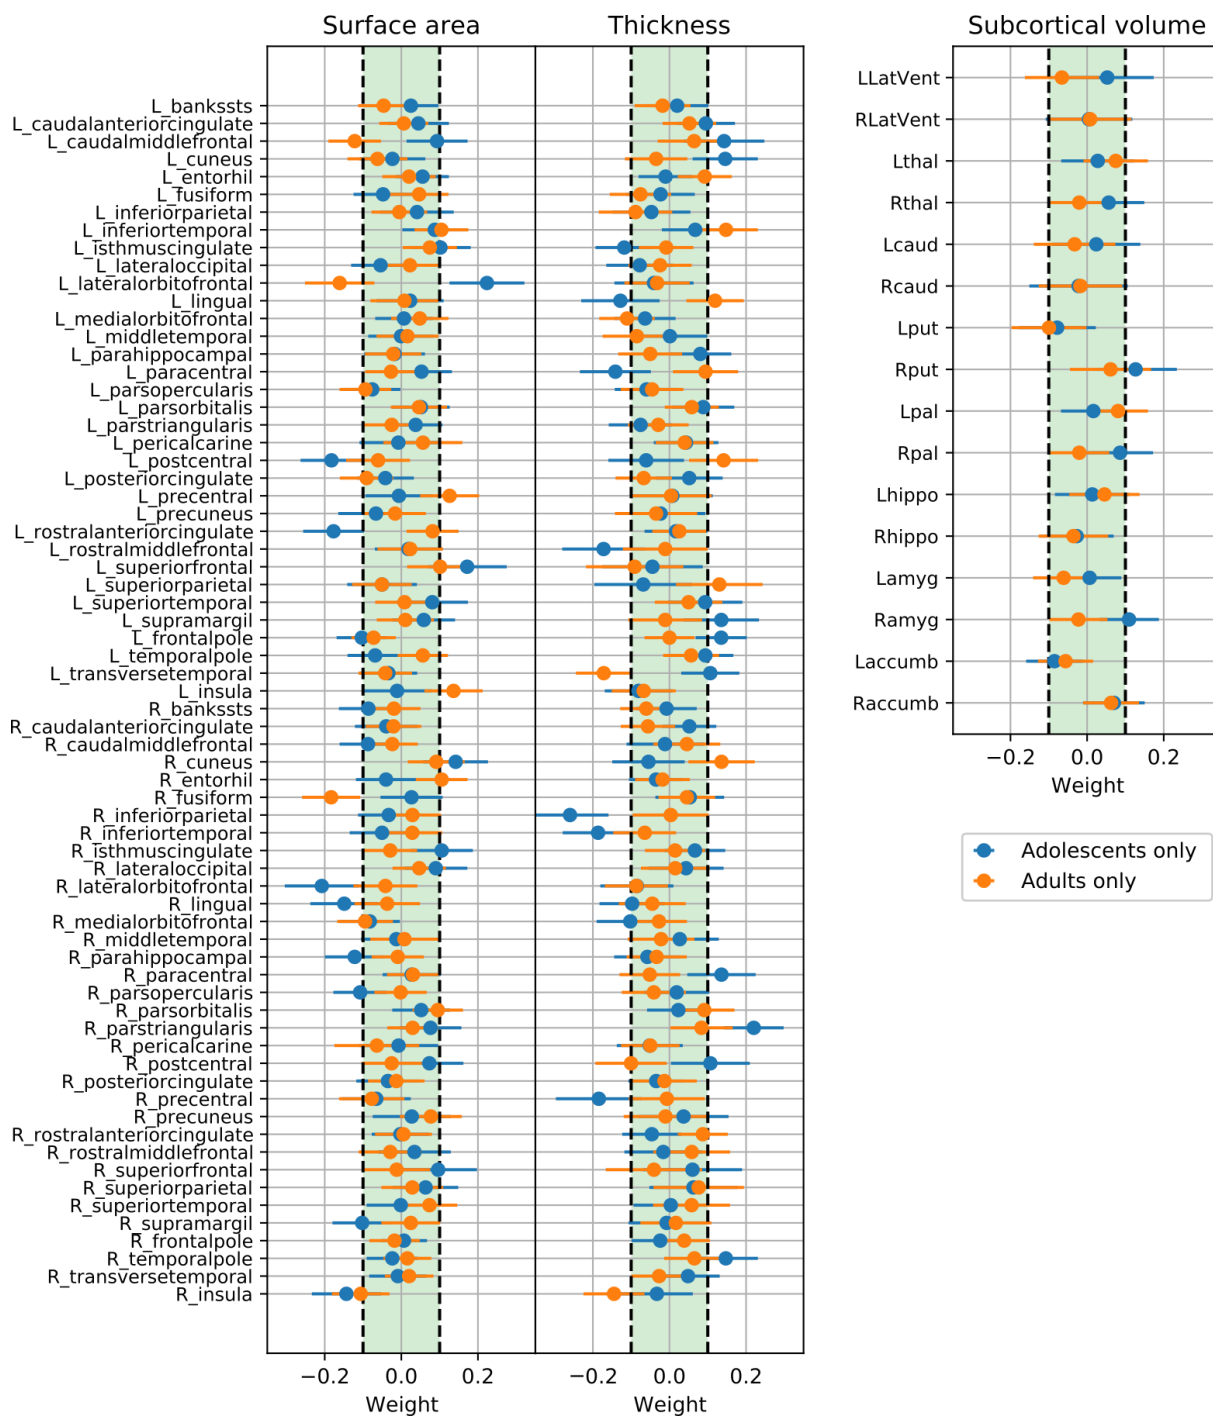 Surface area
Thickness
Subcortical volume
L_bankssts
L_caudalanteriorcingulate
L_caudalmiddlefrontal
L_cuneus
L_entorhil
L_fusiform
L_inferiorparietal
L_inferiortemporal
L_isthmuscingulate
L_lateraloccipital
L_lateralorbitofrontal
L_lingual
L_medialorbitofrontal
L_middletemporal
L_parahippocampal
L_paracentral
L_parsopercularis
L_parsorbitalis
L_parstriangularis
L_pericalcarine
L_postcentral
L_posteriorcingulate
L_precentral
L_precuneus
L_rostralanteriorcingulate
L_rostralmiddlefrontal
L_superiorfrontal
L_superiorparietal
L_superiortemporal
L_supramargil
L_frontalpole
L_temporalpole
L_transversetemporal
L_insula
R_bankssts
R_caudalanteriorcingulate
R_caudalmiddlefrontal
R_cuneus
R_entorhil
R_fusiform
R_inferiorparietal
R_inferiortemporal
R_isthmuscingulate
R_lateraloccipital
R_lateralorbitofrontal
R_lingual
R_medialorbitofrontal
R_middletemporal
R_parahippocampal
R_paracentral
R_parsopercularis
R_parsorbitalis
R_parstriangularis
R_pericalcarine
R_postcentral
R_posteriorcingulate
R_precentral
R_precuneus
R_rostralanteriorcingulate
R_rostralmiddlefrontal
R_superiorfrontal
R_superiorparietal
R_superiortemporal
R_supramargil
R_frontalpole
R_temporalpole
R_transversetemporal
R_insula
−0.2 0.0 0.2
Weight
−0.2 0.0 0.2
Weight
LLatVent
RLatVent
Lthal
Rthal
Lcaud
Rcaud
Lput
Rput
Lpal
Rpal
Lhippo
Rhippo
Lamyg
Ramyg
Laccumb
Raccumb
−0.2 0.0 0.2
Weight
Adolescents only
Adults only